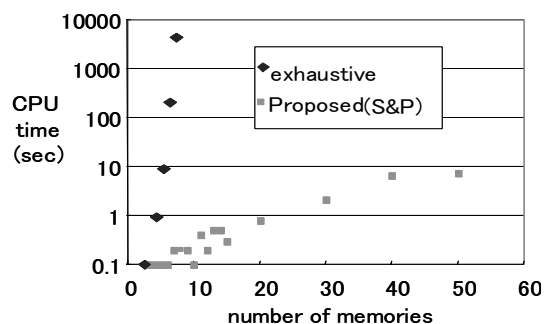 10000
1000
100
10
1
0.1
CPU
time
(sec)
exhaustive
Proposed(S&P)
0 10 20 30 40 50 60
number of memories